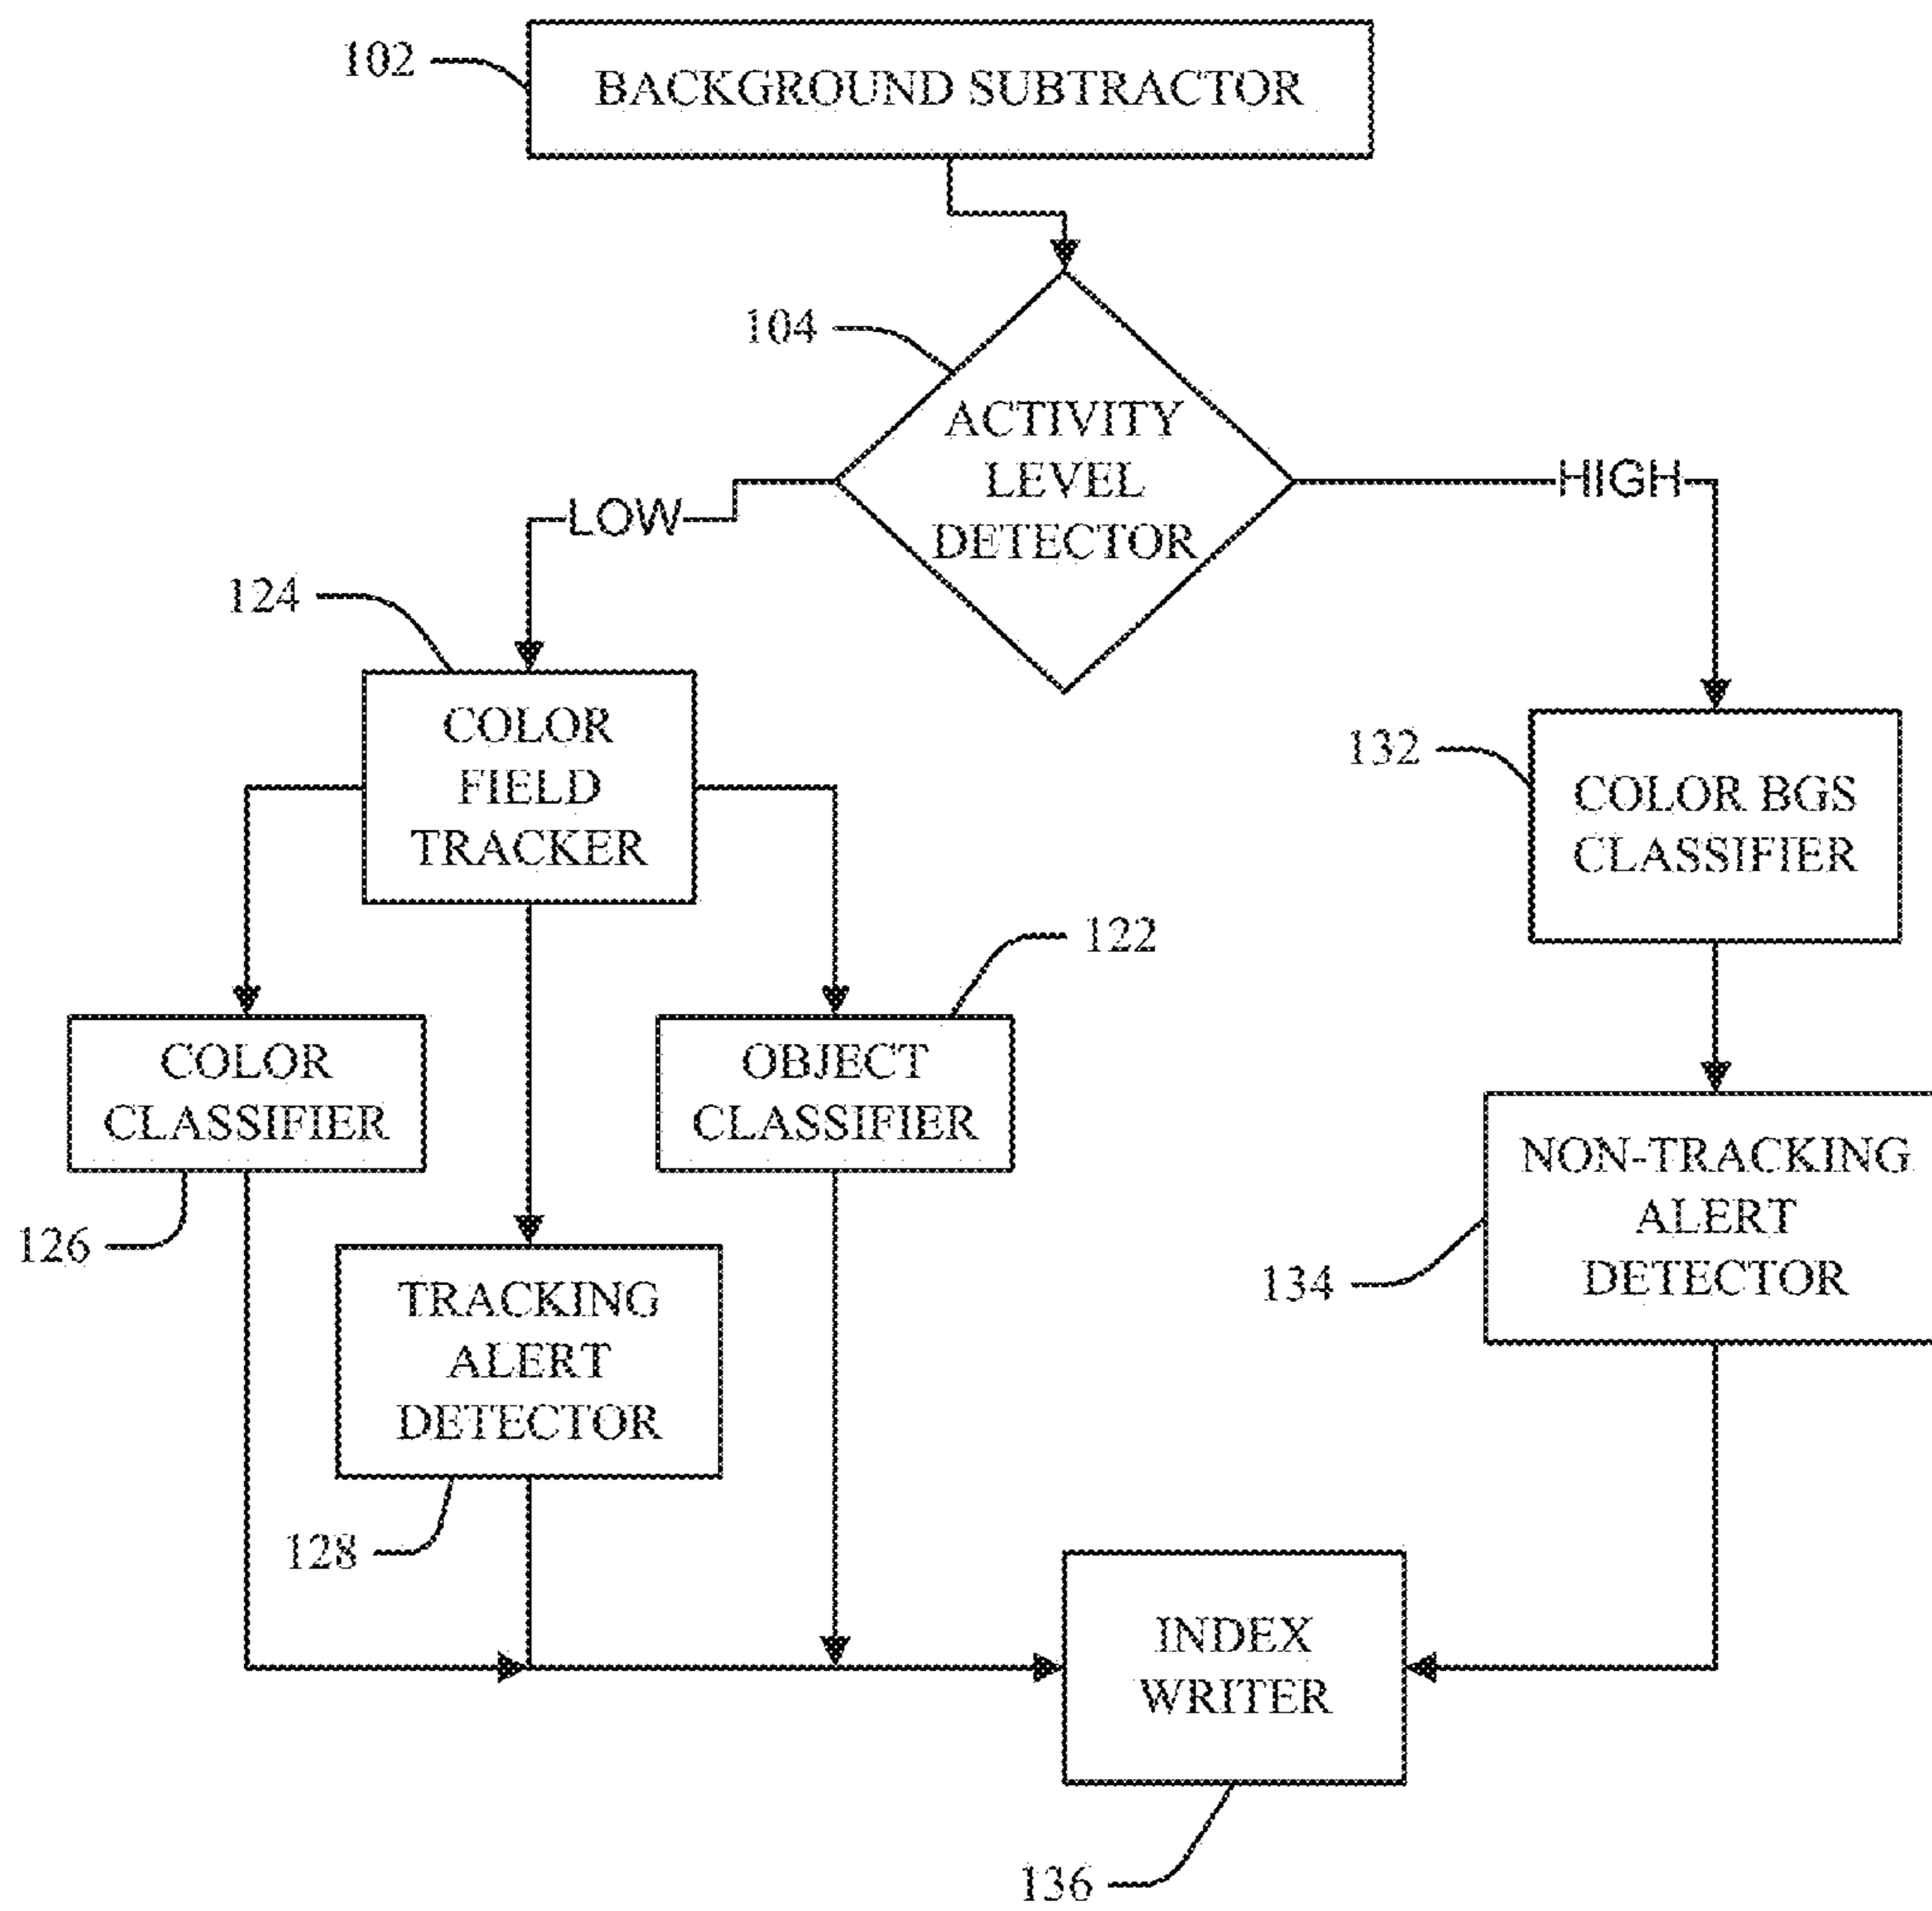 102
BACKGROUND SUBTRACTOR
104
ACTIVITY
LEVEL
DETECTOR
LOW
HIGH
124
COLOR
FIELD
TRACKER
132
COLOR BGS
CLASSIFIER
122
COLOR
CLASSIFIER
OBJECT
CLASSIFIER
126
NON-TRACKING
ALERT
DETECTOR
134
TRACKING
ALERT
DETECTOR
128
INDEX
WRITER
136